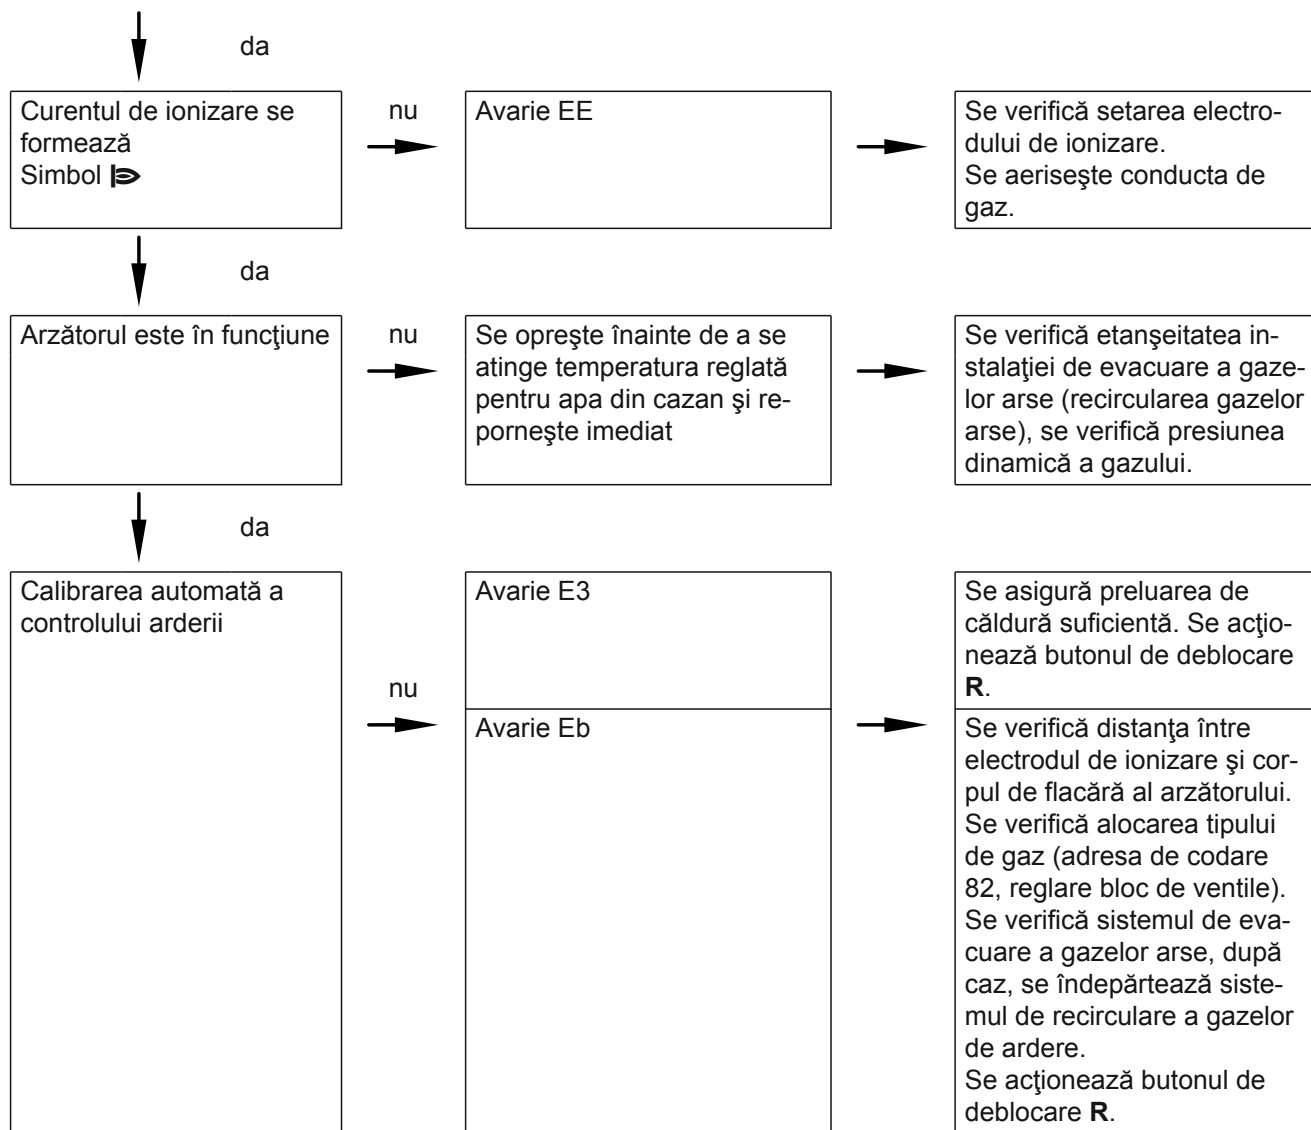 da
Curentul de ionizare se
formează
Simbol
nu
Avarie EE
Se verifică setarea electro-
dului de ionizare.
Se aeriseşte conducta de
gaz.
da
Arzătorul este în funcţiune
nu
Se opreşte înainte de a se
atinge temperatura reglată
pentru apa din cazan şi re-
porneşte imediat
Se verifică etanşeitatea in-
stalaţiei de evacuare a gaze-
lor arse (recircularea gazelor
arse), se verifică presiunea
dinamică a gazului.
da
Calibrarea automată a
controlului arderii
nu
Avarie E3
Se asigură preluarea de
căldură suficientă. Se acţio-
nează butonul de deblocare
R.
Avarie Eb
Se verifică distanţa între
electrodul de ionizare şi cor-
pul de flacără al arzătorului.
Se verifică alocarea tipului
de gaz (adresa de codare
82, reglare bloc de ventile).
Se verifică sistemul de eva-
cuare a gazelor arse, după
caz, se îndepărtează siste-
mul de recirculare a gazelor
de ardere.
Se acţionează butonul de
deblocare R.